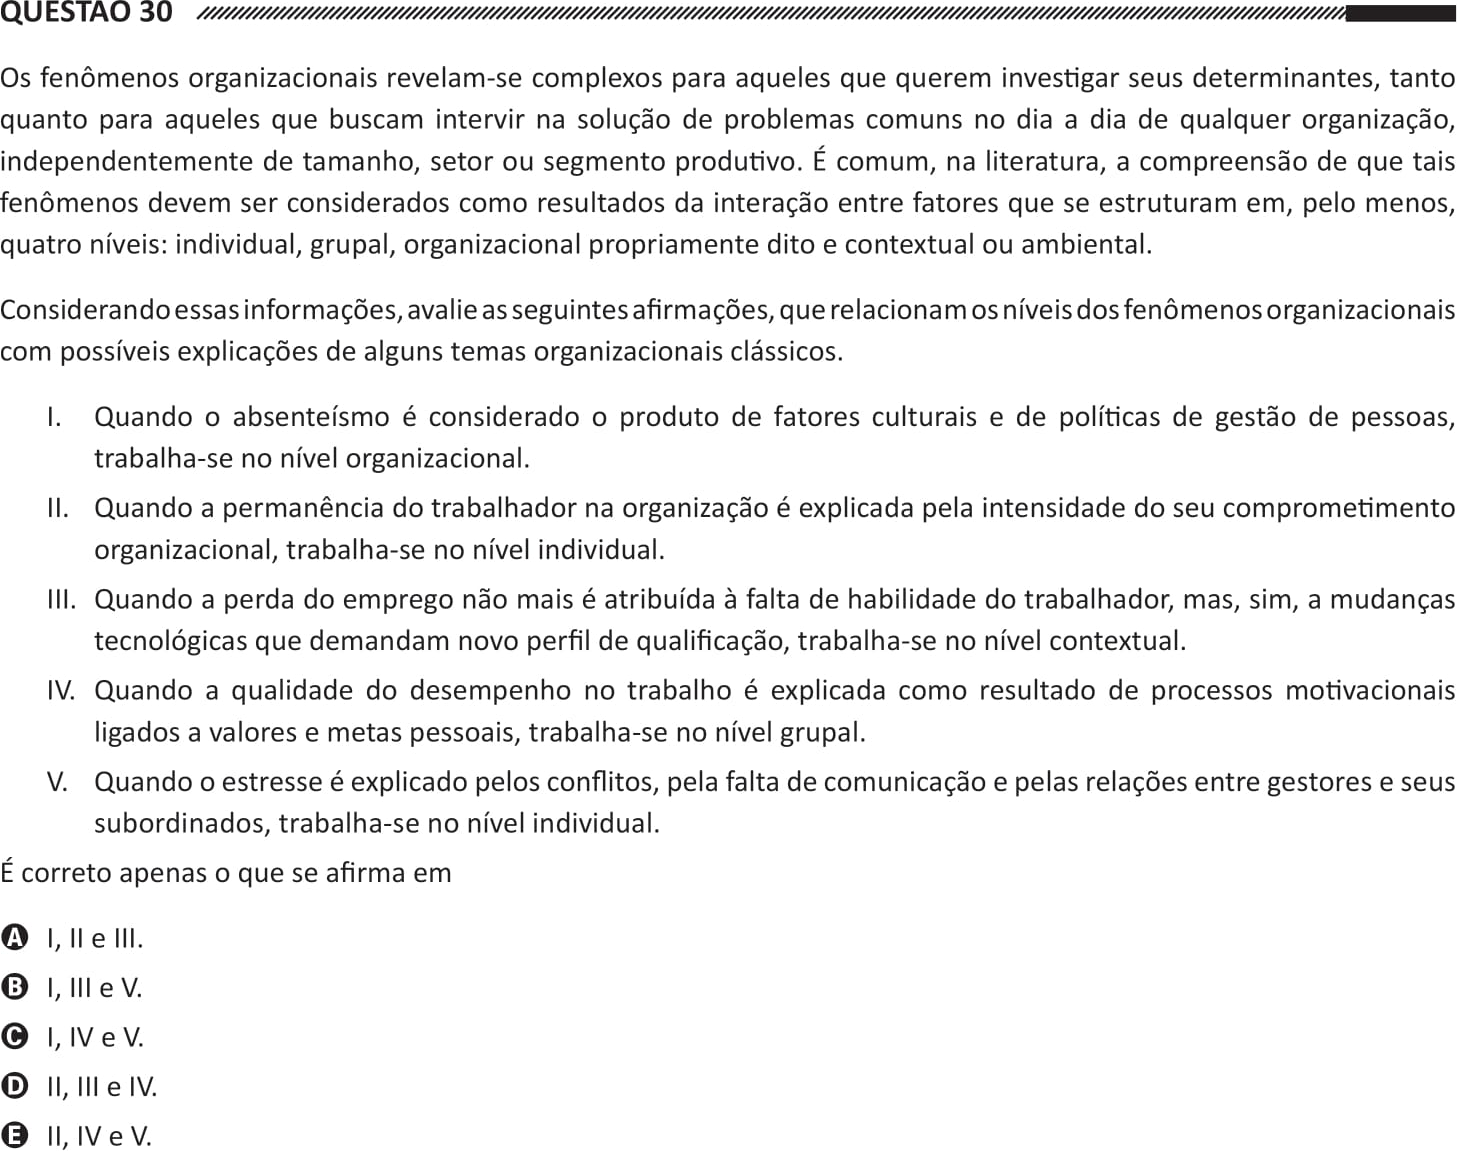 QUESTÃO 30
Os fenômenos organizacionais revelam-se complexos para aqueles que querem investigar seus determinantes, tanto
quanto para aqueles que buscam intervir na solução de problemas comuns no dia a dia de qualquer organização,
independentemente de tamanho, setor ou segmento produtivo. É comum, na literatura, a compreensão de que tais
fenômenos devem ser considerados como resultados da interação entre fatores que se estruturam em, pelo menos,
quatro níveis: individual, grupal, organizacional propriamente dito e contextual ou ambiental.
Considerando essas informações, avalie as seguintes afirmações, que relacionam os níveis dos fenômenos organizacionais
com possíveis explicações de alguns temas organizacionais clássicos.
I. Quando o absenteísmo é considerado o produto de fatores culturais e de políticas de gestão de pessoas,
trabalha-se no nível organizacional.
II. Quando a permanência do trabalhador na organização é explicada pela intensidade do seu comprometimento
organizacional, trabalha-se no nível individual.
III. Quando a perda do emprego não mais é atribuída à falta de habilidade do trabalhador, mas, sim, a mudanças
tecnológicas que demandam novo perfil de qualificação, trabalha-se no nível contextual.
IV. Quando a qualidade do desempenho no trabalho é explicada como resultado de processos motivacionais
ligados a valores e metas pessoais, trabalha-se no nível grupal.
V. Quando o estresse é explicado pelos conflitos, pela falta de comunicação e pelas relações entre gestores e seus
subordinados, trabalha-se no nível individual.
É correto apenas o que se afirma em
A I, II e III.
B I, III e V.
C I, IV e V.
D II, III e IV.
E II, IV e V.